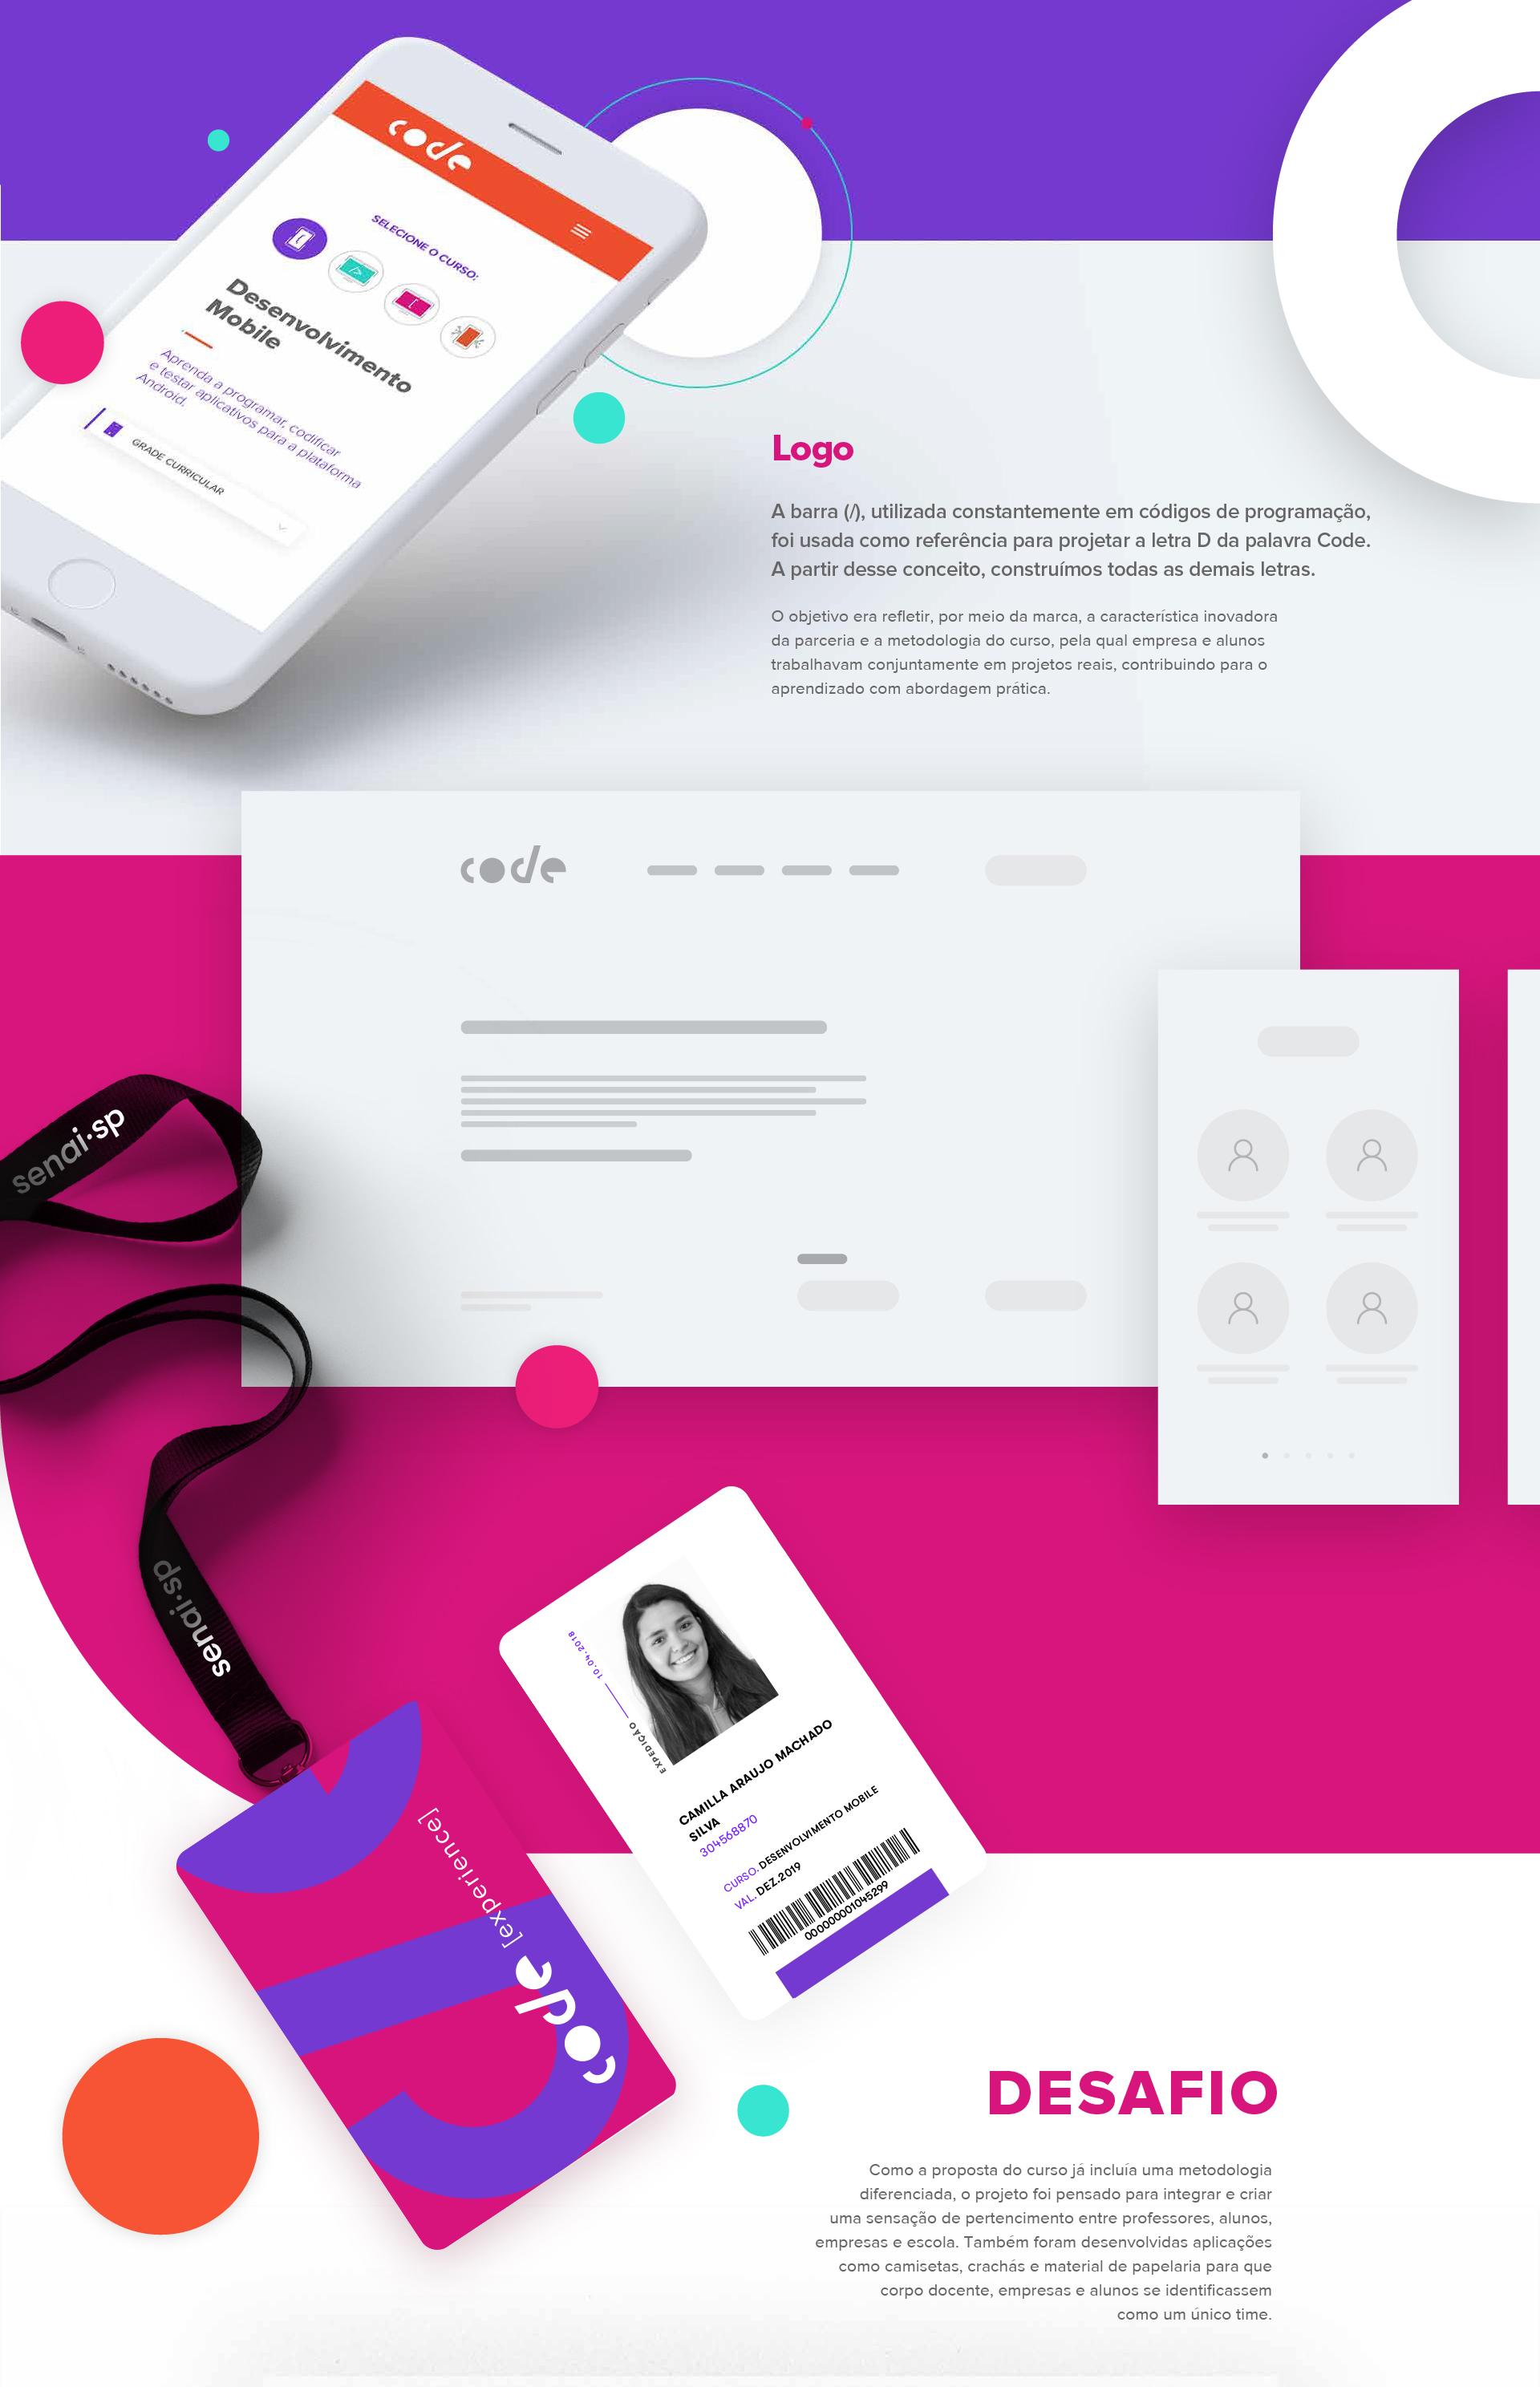 code
SELECIONE O CURSO:
Desenvolvimento
Mobile
Aprenda a programar, codificar
e testar aplicativos para a plataforma
Android.
GRADE CURRICULAR
Logo
A barra (/), utilizada constantemente em códigos de programação,
foi usada como referência para projetar a letra D da palavra Code.
A partir desse conceito, construímos todas as demais letras.
O objetivo era refletir, por meio da marca, a característica inovadora
da parceria e a metodologia do curso, pela qual empresa e alunos
trabalhavam conjuntamente em projetos reais, contribuindo para o
aprendizado com abordagem prática.
code
senai·sp
senai·sp
EXPEDIÇÃO 10.04.2018
CAMILLA ARAUJO MACHADO
SILVA
304568870
CURSO. DESENVOLVIMENTO MOBILE
VAL. DEZ.2019
00000001045299
code [experience]
DESAFIO
Como a proposta do curso já incluía uma metodologia
diferenciada, o projeto foi pensado para integrar e criar
uma sensação de pertencimento entre professores, alunos,
empresas e escola. Também foram desenvolvidas aplicações
como camisetas, crachás e material de papelaria para que
corpo docente, empresas e alunos se identificassem
como um único time.